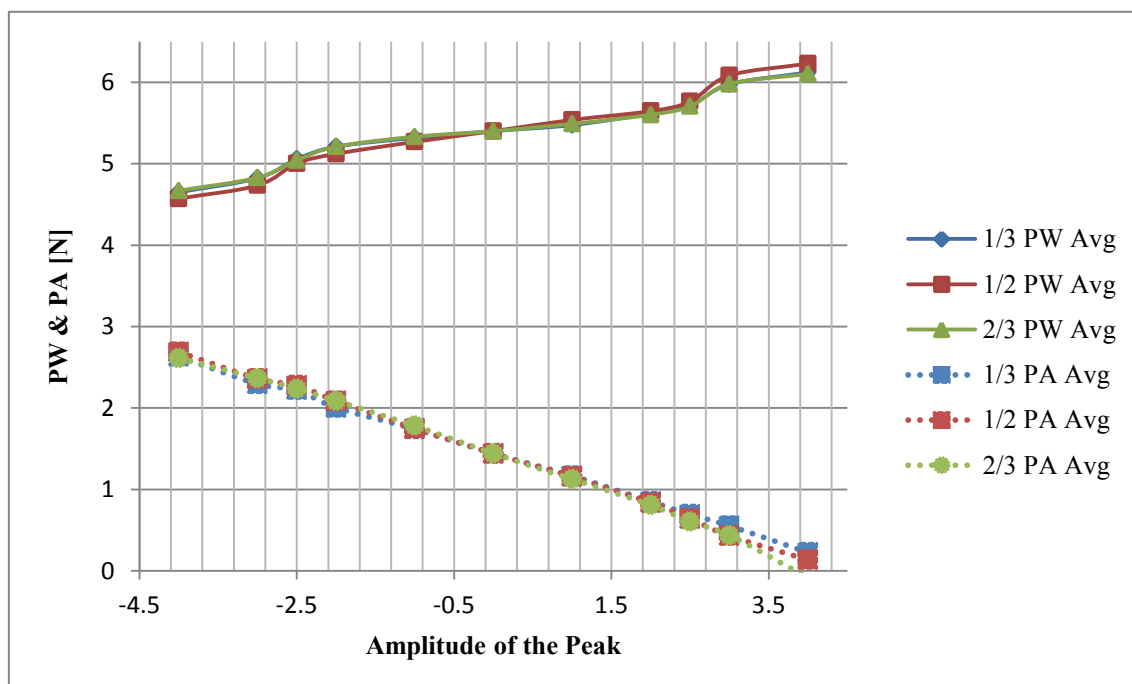 6
5
4
3
2
1
0
-4.5 -2.5 -0.5 1.5 3.5
PW & PA [N]
Amplitude of the Peak
1/3 PW Avg
1/2 PW Avg
2/3 PW Avg
1/3 PA Avg
1/2 PA Avg
2/3 PA Avg